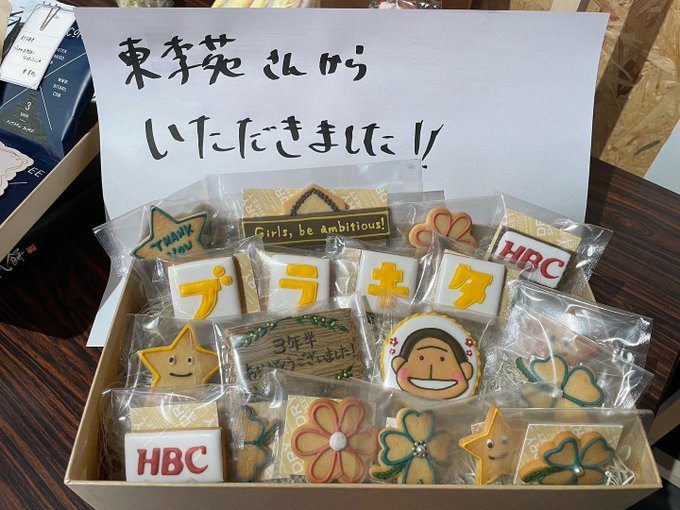 東李苑 さんから
いただきました!!
THANK YOU
Girls, be ambitious!
HBC
ブラキタ
3年半
ありがとうございました!
HBC